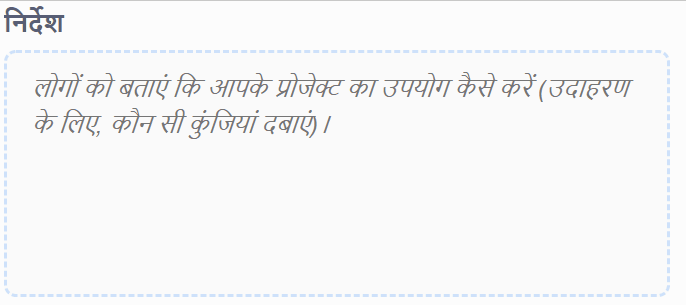 निर्देश
लोगों को बताएं कि आपके प्रोजेक्ट का उपयोग कैसे करें (उदाहरण
के लिए, कौन सी कुंजियां दबाएं)।